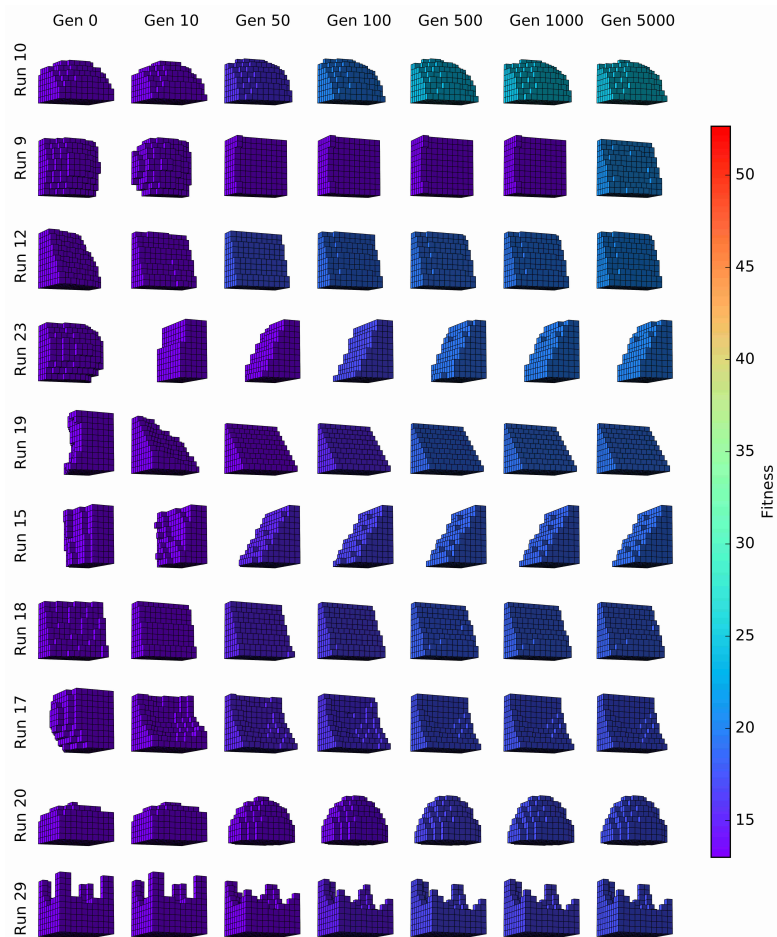 Gen 0 Gen 10 Gen 50 Gen 100 Gen 500 Gen 1000 Gen 5000
Run 10
Run 9
Run 12
Run 23
Run 19
Run 15
Run 18
Run 17
Run 20
Run 29
50
45
40
35
30
25
20
15
Fitness